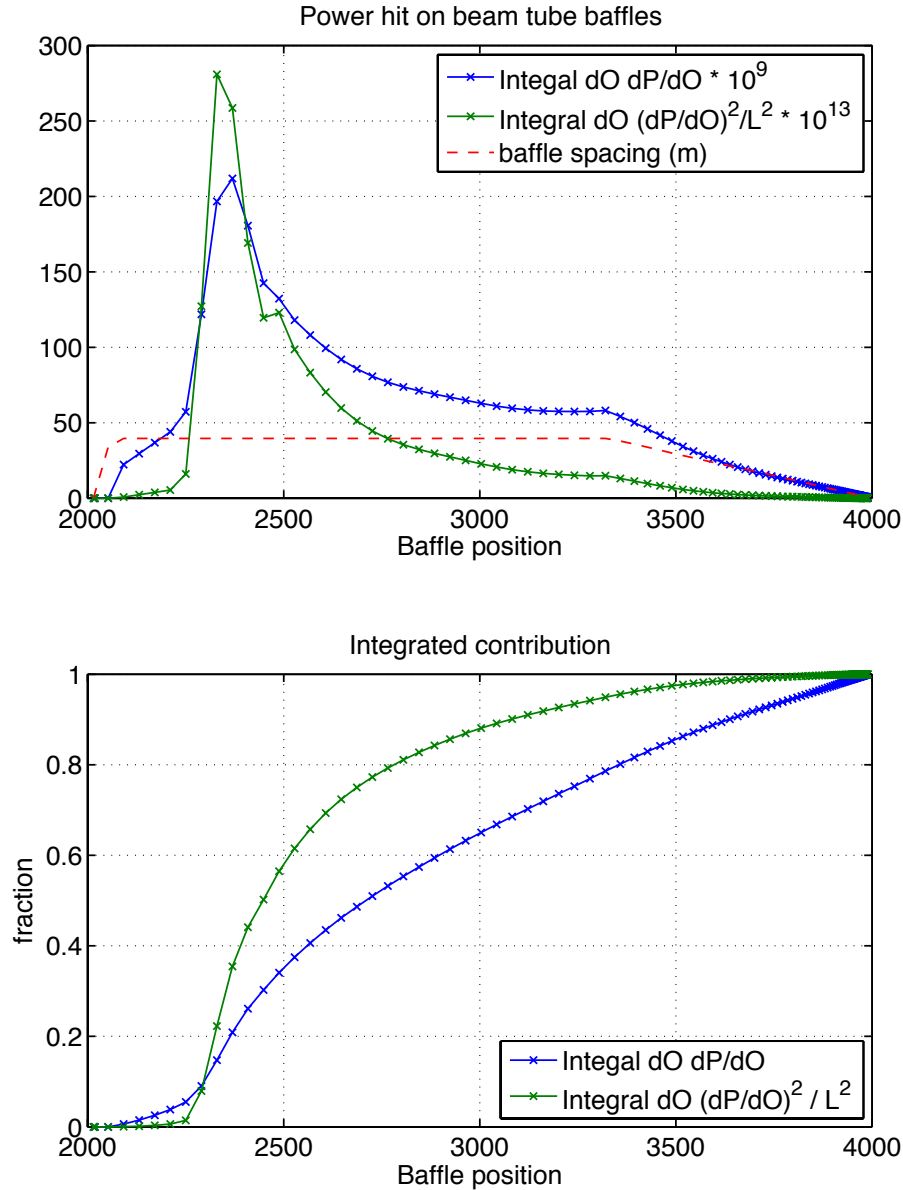 Power hit on beam tube baffles
300
250
200
150
100
50
0
Integal dO dP/dO * 10^9
Integral dO (dP/dO)^2/L^2 * 10^13
baffle spacing (m)
2000 2500 3000 3500 4000
Baffle position
Integrated contribution
1
0.8
0.6
0.4
0.2
0
fraction
Integal dO dP/dO
Integral dO (dP/dO)^2 / L^2
2000 2500 3000 3500 4000
Baffle position